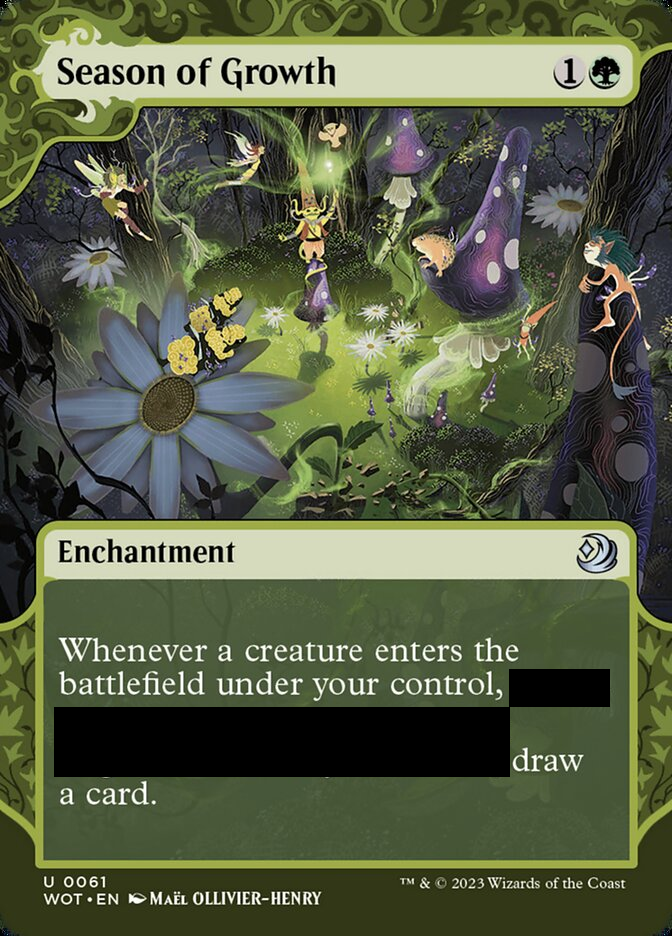 Season of Growth
1
Enchantment
Whenever a creature enters the
battlefield under your control,
draw
a card.
U 0061
WOT • EN Maël Ollivier-Henry
™ & © 2023 Wizards of the Coast